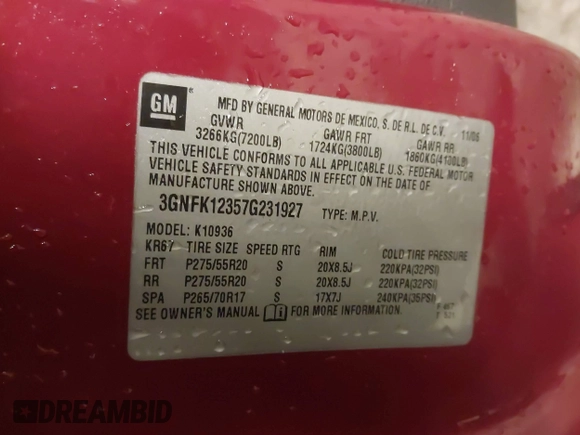 GM
MFD BY GENERAL MOTORS DE MEXICO, S. DE R.L. DE C.V. 11/06
GVWR GAWR FRT GAWR RR
3266KG(7200LB) 1724KG(3800LB) 1860KG(4100LB)
THIS VEHICLE CONFORMS TO ALL APPLICABLE U.S. FEDERAL MOTOR
VEHICLE SAFETY STANDARDS IN EFFECT ON THE DATE OF
MANUFACTURE SHOWN ABOVE.
3GNFK12357G231927 TYPE: M.P.V.
MODEL: K10936
KR67 TIRE SIZE SPEED RTG RIM COLD TIRE PRESSURE
FRT P275/55R20 S 20X8.5J 220KPA(32PSI)
RR P275/55R20 S 20X8.5J 220KPA(32PSI)
SPA P265/70R17 S 17X7J 240KPA(35PSI)
SEE OWNER'S MANUAL FOR MORE INFORMATION.
DREAMBID